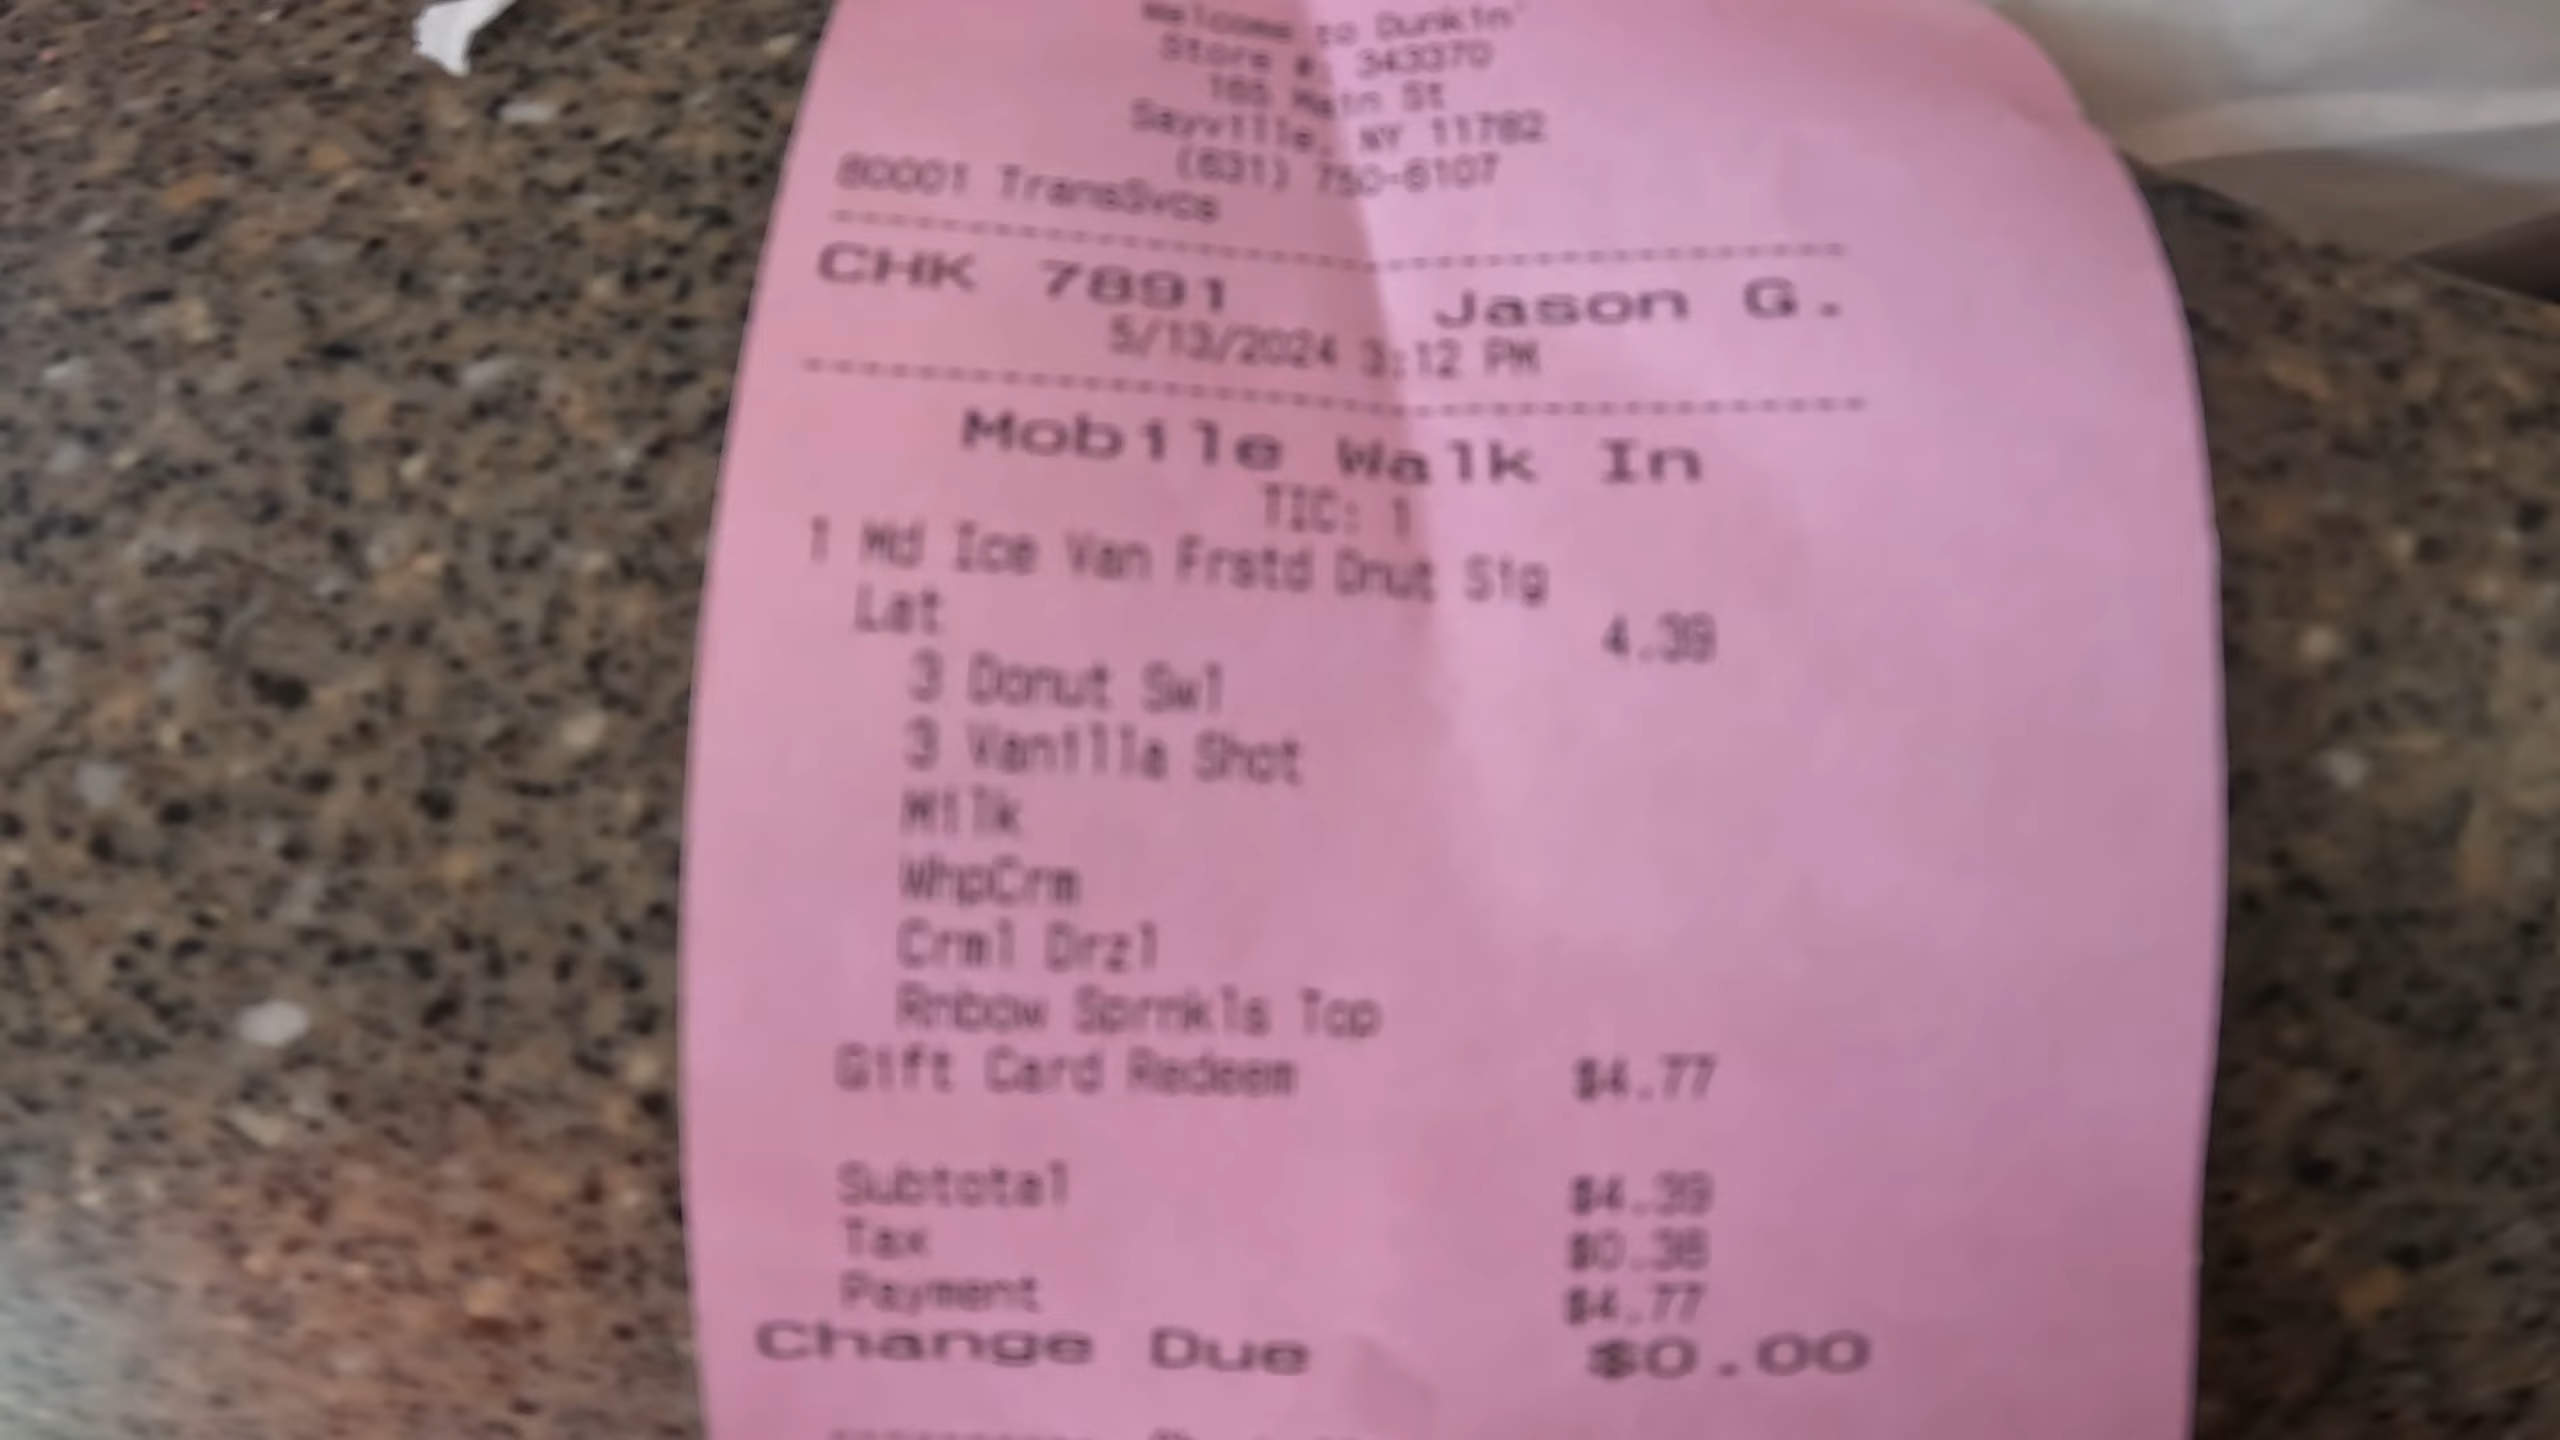 Welcome to Dunkin'
Store #: 343370
165 Main St
Sayville, NY 11782
(631) 750-6107
80001 TransSvcs
CHK 7891 Jason G.
5/13/2024 3:12 PM
Mobile Walk In
TIC: 1
1 Md Ice Van Frstd Dnut Sig
Lat 4.39
3 Donut Swl
3 Vanilla Shot
Milk
WhpCrm
Crml Drzl
Rnbow Sprnkls Top
Gift Card Redeem $4.77
Subtotal $4.39
Tax $0.38
Payment $4.77
Change Due $0.00